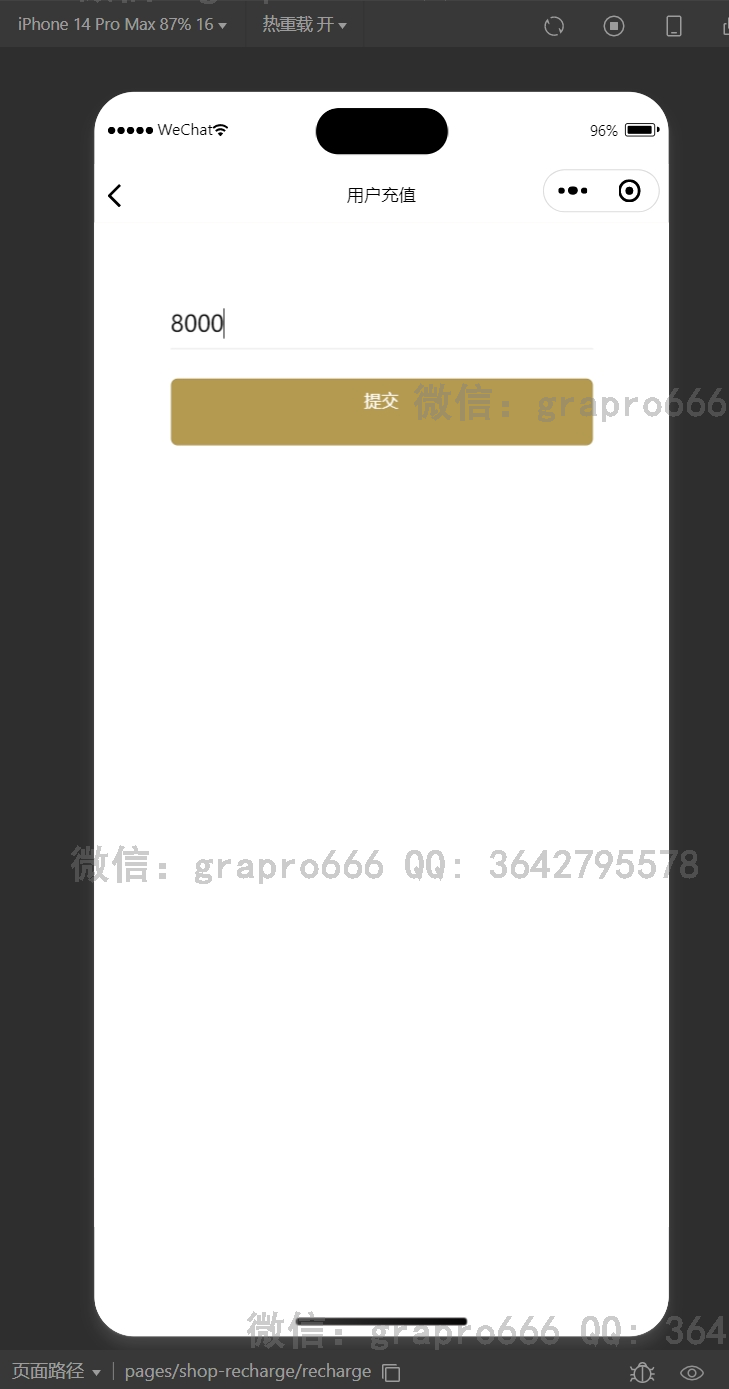 iPhone 14 Pro Max 87% 16 热重载 开
WeChat 96%
用户充值
8000
提交
微信：grapro666
微信：grapro666 QQ：3642795578
微信：grapro666 QQ：364
页面路径 pages/shop-recharge/recharge